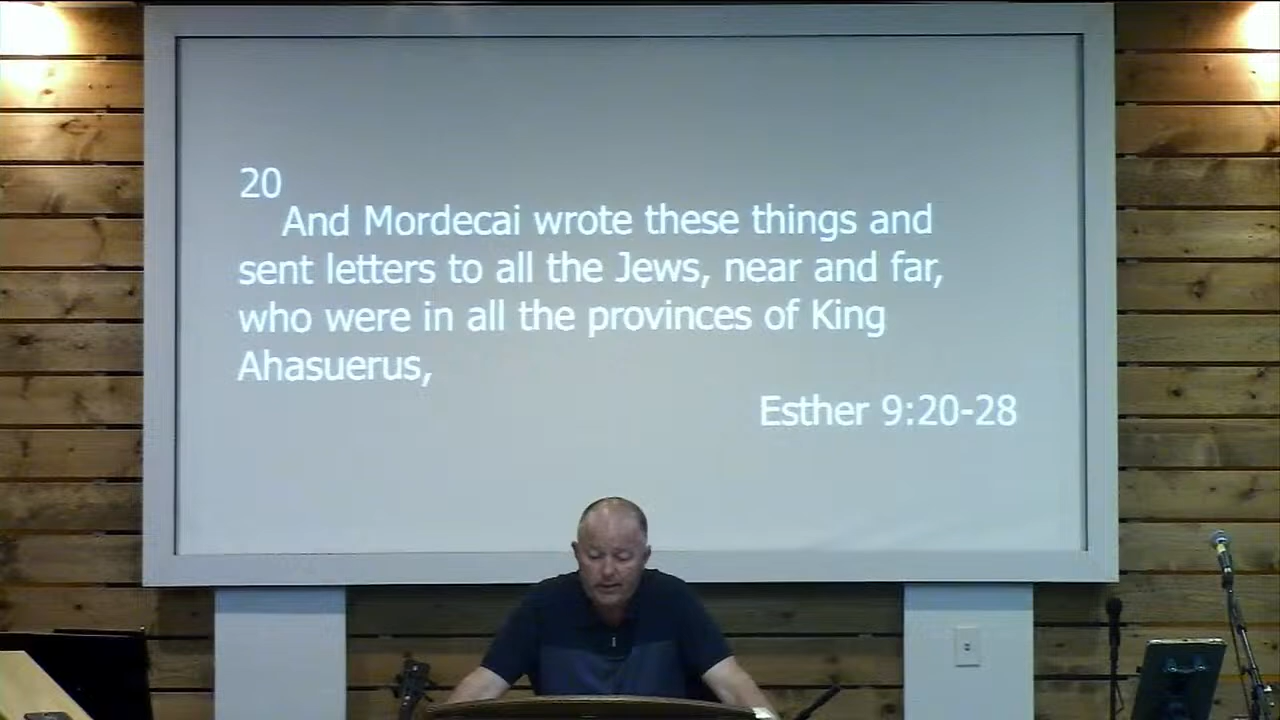 20
And Mordecai wrote these things and
sent letters to all the Jews, near and far,
who were in all the provinces of King
Ahasuerus,
Esther 9:20-28